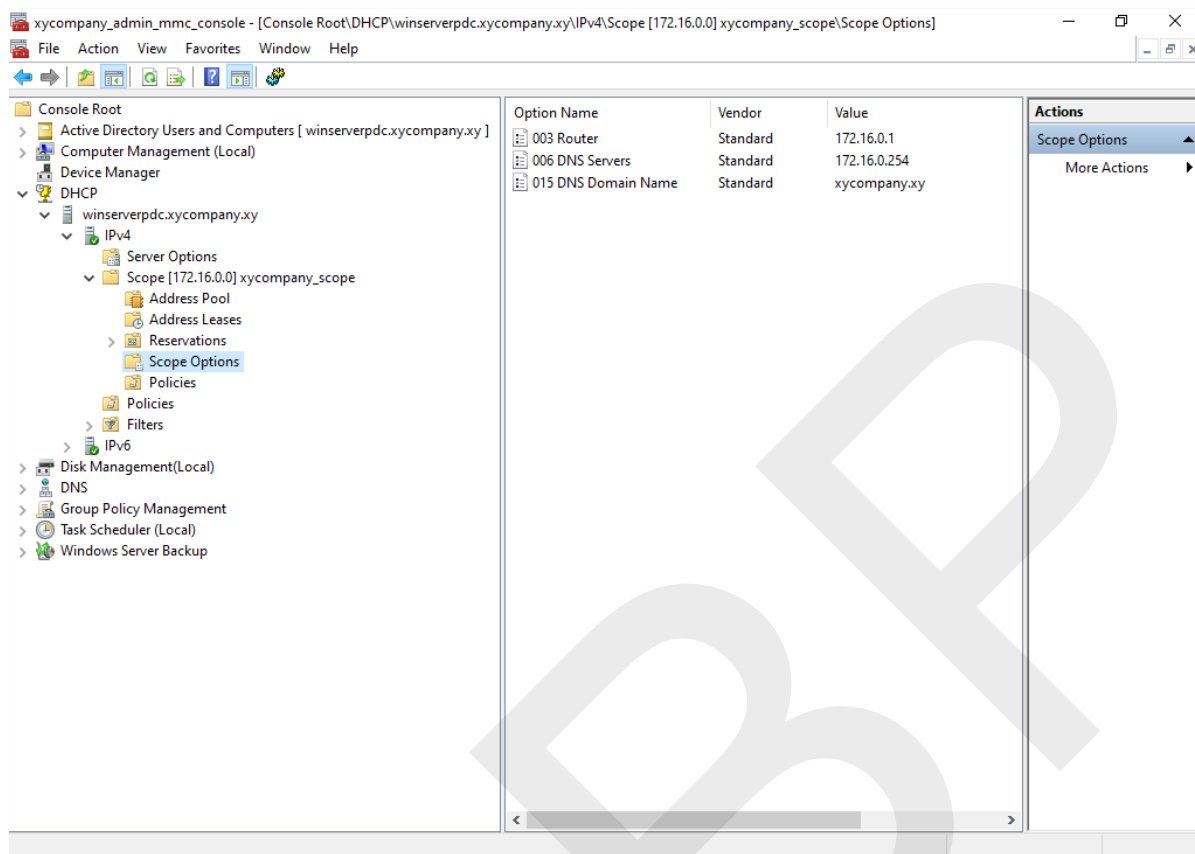 xycompany_admin_mmc_console - [Console Root\DHCP\winserverpdc.xycompany.xy\IPv4\Scope [172.16.0.0] xycompany_scope\Scope Options]
File Action View Favorites Window Help
Console Root
Active Directory Users and Computers [ winserverpdc.xycompany.xy ]
Computer Management (Local)
Device Manager
DHCP
winserverpdc.xycompany.xy
IPv4
Server Options
Scope [172.16.0.0] xycompany_scope
Address Pool
Address Leases
Reservations
Scope Options
Policies
Policies
Filters
IPv6
Disk Management(Local)
DNS
Group Policy Management
Task Scheduler (Local)
Windows Server Backup
Option Name Vendor Value
003 Router Standard 172.16.0.1
006 DNS Servers Standard 172.16.0.254
015 DNS Domain Name Standard xycompany.xy
Actions
Scope Options
More Actions
BP